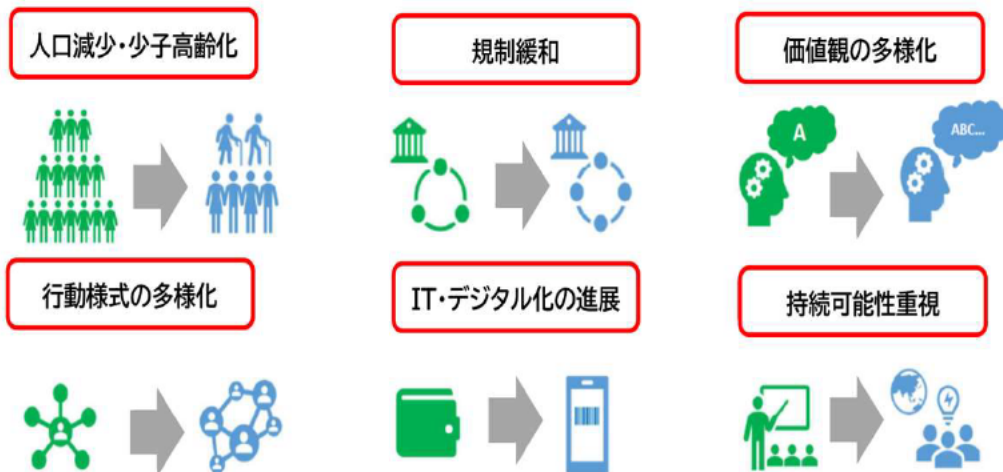 人口減少・少子高齢化
規制緩和
価値観の多様化
A
ABC...
行動様式の多様化
IT・デジタル化の進展
持続可能性重視